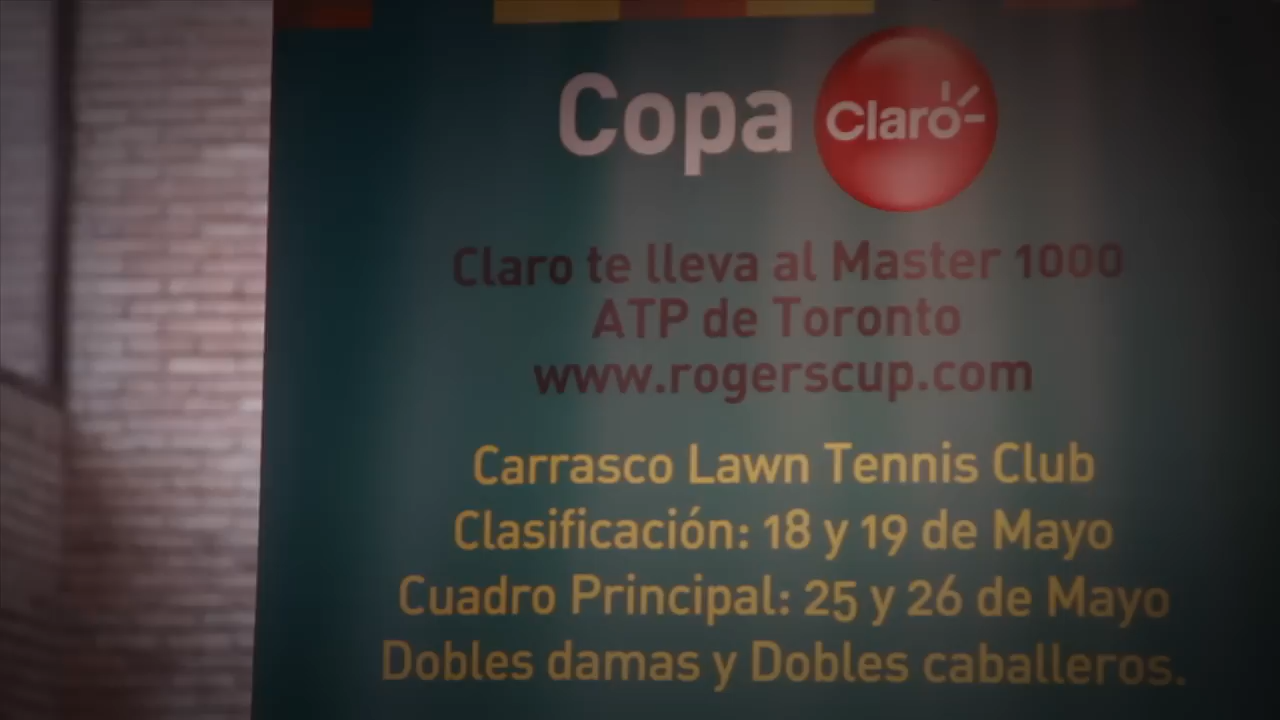 Copa Claro
Claro te lleva al Master 1000
ATP de Toronto
www.rogerscup.com
Carrasco Lawn Tennis Club
Clasificación: 18 y 19 de Mayo
Cuadro Principal: 25 y 26 de Mayo
Dobles damas y Dobles caballeros.